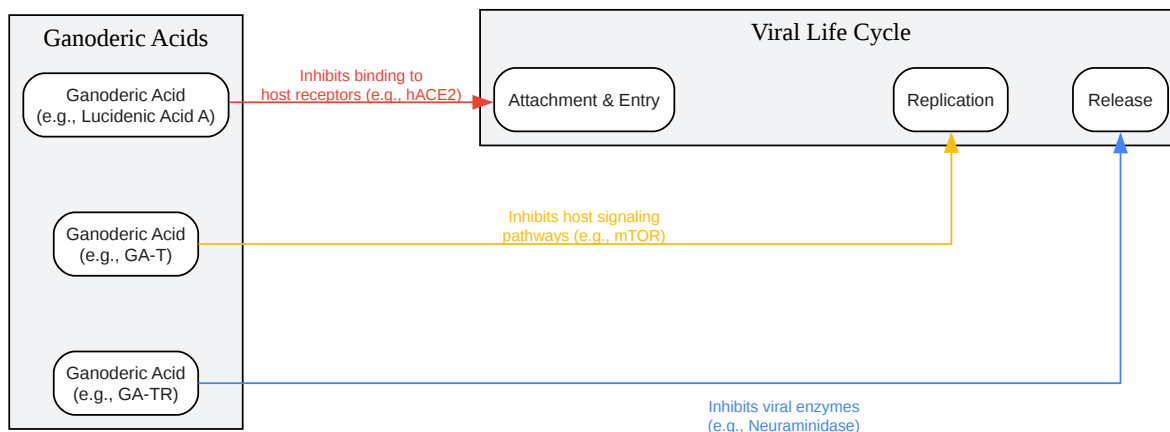 Ganoderic Acids
Viral Life Cycle
Ganoderic Acid
(e.g., Lucidenic Acid A)
Inhibits binding to
host receptors (e.g., hACE2)
Attachment & Entry
Replication
Release
Ganoderic Acid
(e.g., GA-T)
Inhibits host signaling
pathways (e.g., mTOR)
Ganoderic Acid
(e.g., GA-TR)
Inhibits viral enzymes
(e.g., Neuraminidase)